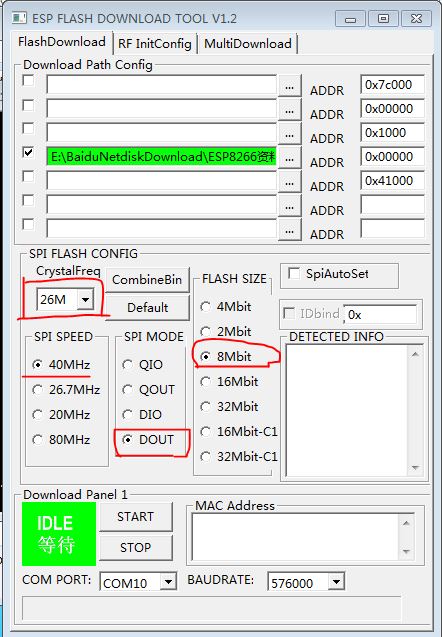 ESP FLASH DOWNLOAD TOOL V1.2
FlashDownload RF InitConfig MultiDownload
Download Path Config
... ADDR 0x7c000
... ADDR 0x00000
... ADDR 0x1000
E:\BaiduNetdiskDownload\ESP8266资料 ... ADDR 0x00000
... ADDR 0x41000
... ADDR
... ADDR
SPI FLASH CONFIG
CrystalFreq CombineBin FLASH SIZE SpiAutoSet
26M Default 4Mbit IDbind 0x
SPI SPEED SPI MODE 2Mbit DETECTED INFO
40MHz QIO 8Mbit
26.7MHz QOUT 16Mbit
20MHz DIO 32Mbit
80MHz DOUT 16Mbit-C1
32Mbit-C1
Download Panel 1
IDLE START MAC Address
等待 STOP
COM PORT: COM10 BAUDRATE: 576000